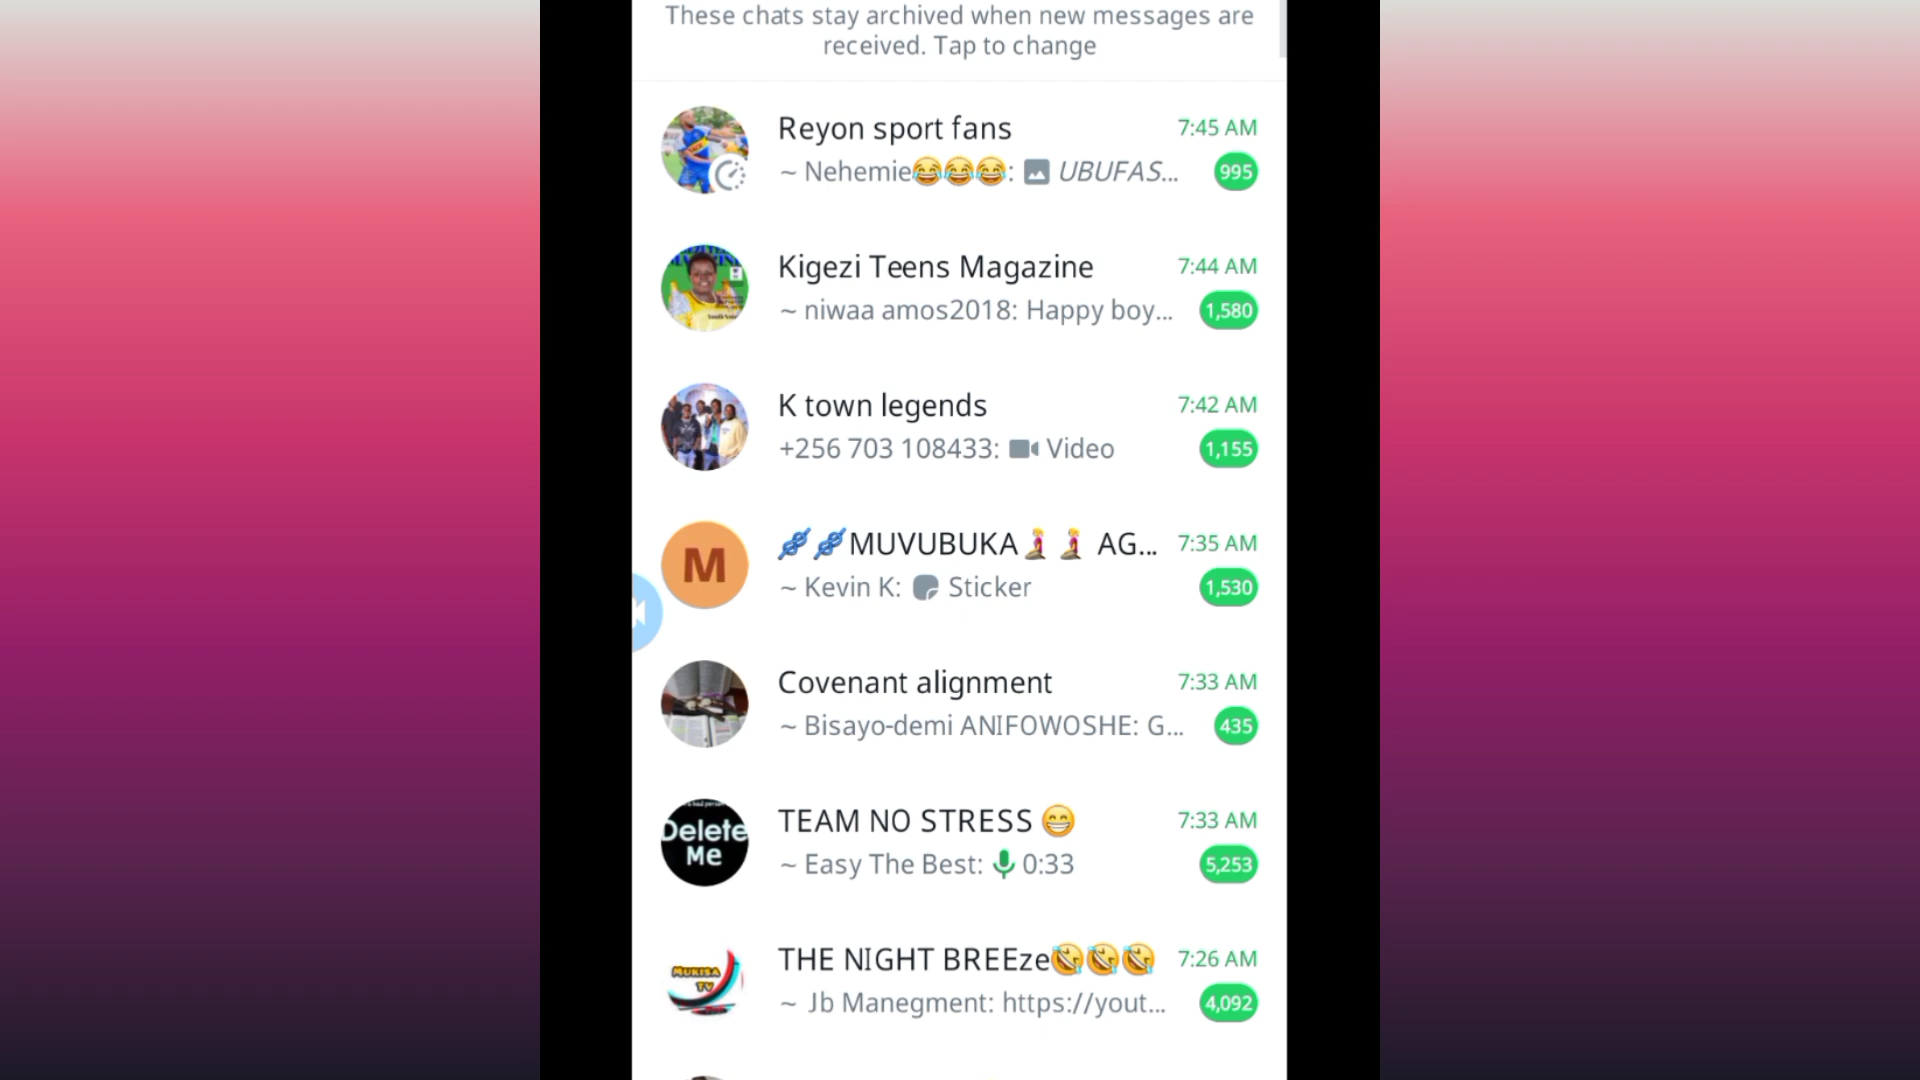 These chats stay archived when new messages are
received. Tap to change
Reyon sport fans 7:45 AM
~ Nehemie😂😂😂: UBUFAS... 995
Kigezi Teens Magazine 7:44 AM
~ niwaa amos2018: Happy boy... 1,580
K town legends 7:42 AM
+256 703 108433: Video 1,155
🪢🪢MUVUBUKA🧜‍♀️🧜‍♀️ AG... 7:35 AM
M
~ Kevin K: Sticker 1,530
Covenant alignment 7:33 AM
~ Bisayo-demi ANIFOWOSHE: G... 435
TEAM NO STRESS 😁 7:33 AM
Delete
Me
~ Easy The Best: 0:33 5,253
THE NIGHT BREEze🤣🤣🤣 7:26 AM
MUKISA
TV
~ Jb Manegment: https://yout... 4,092